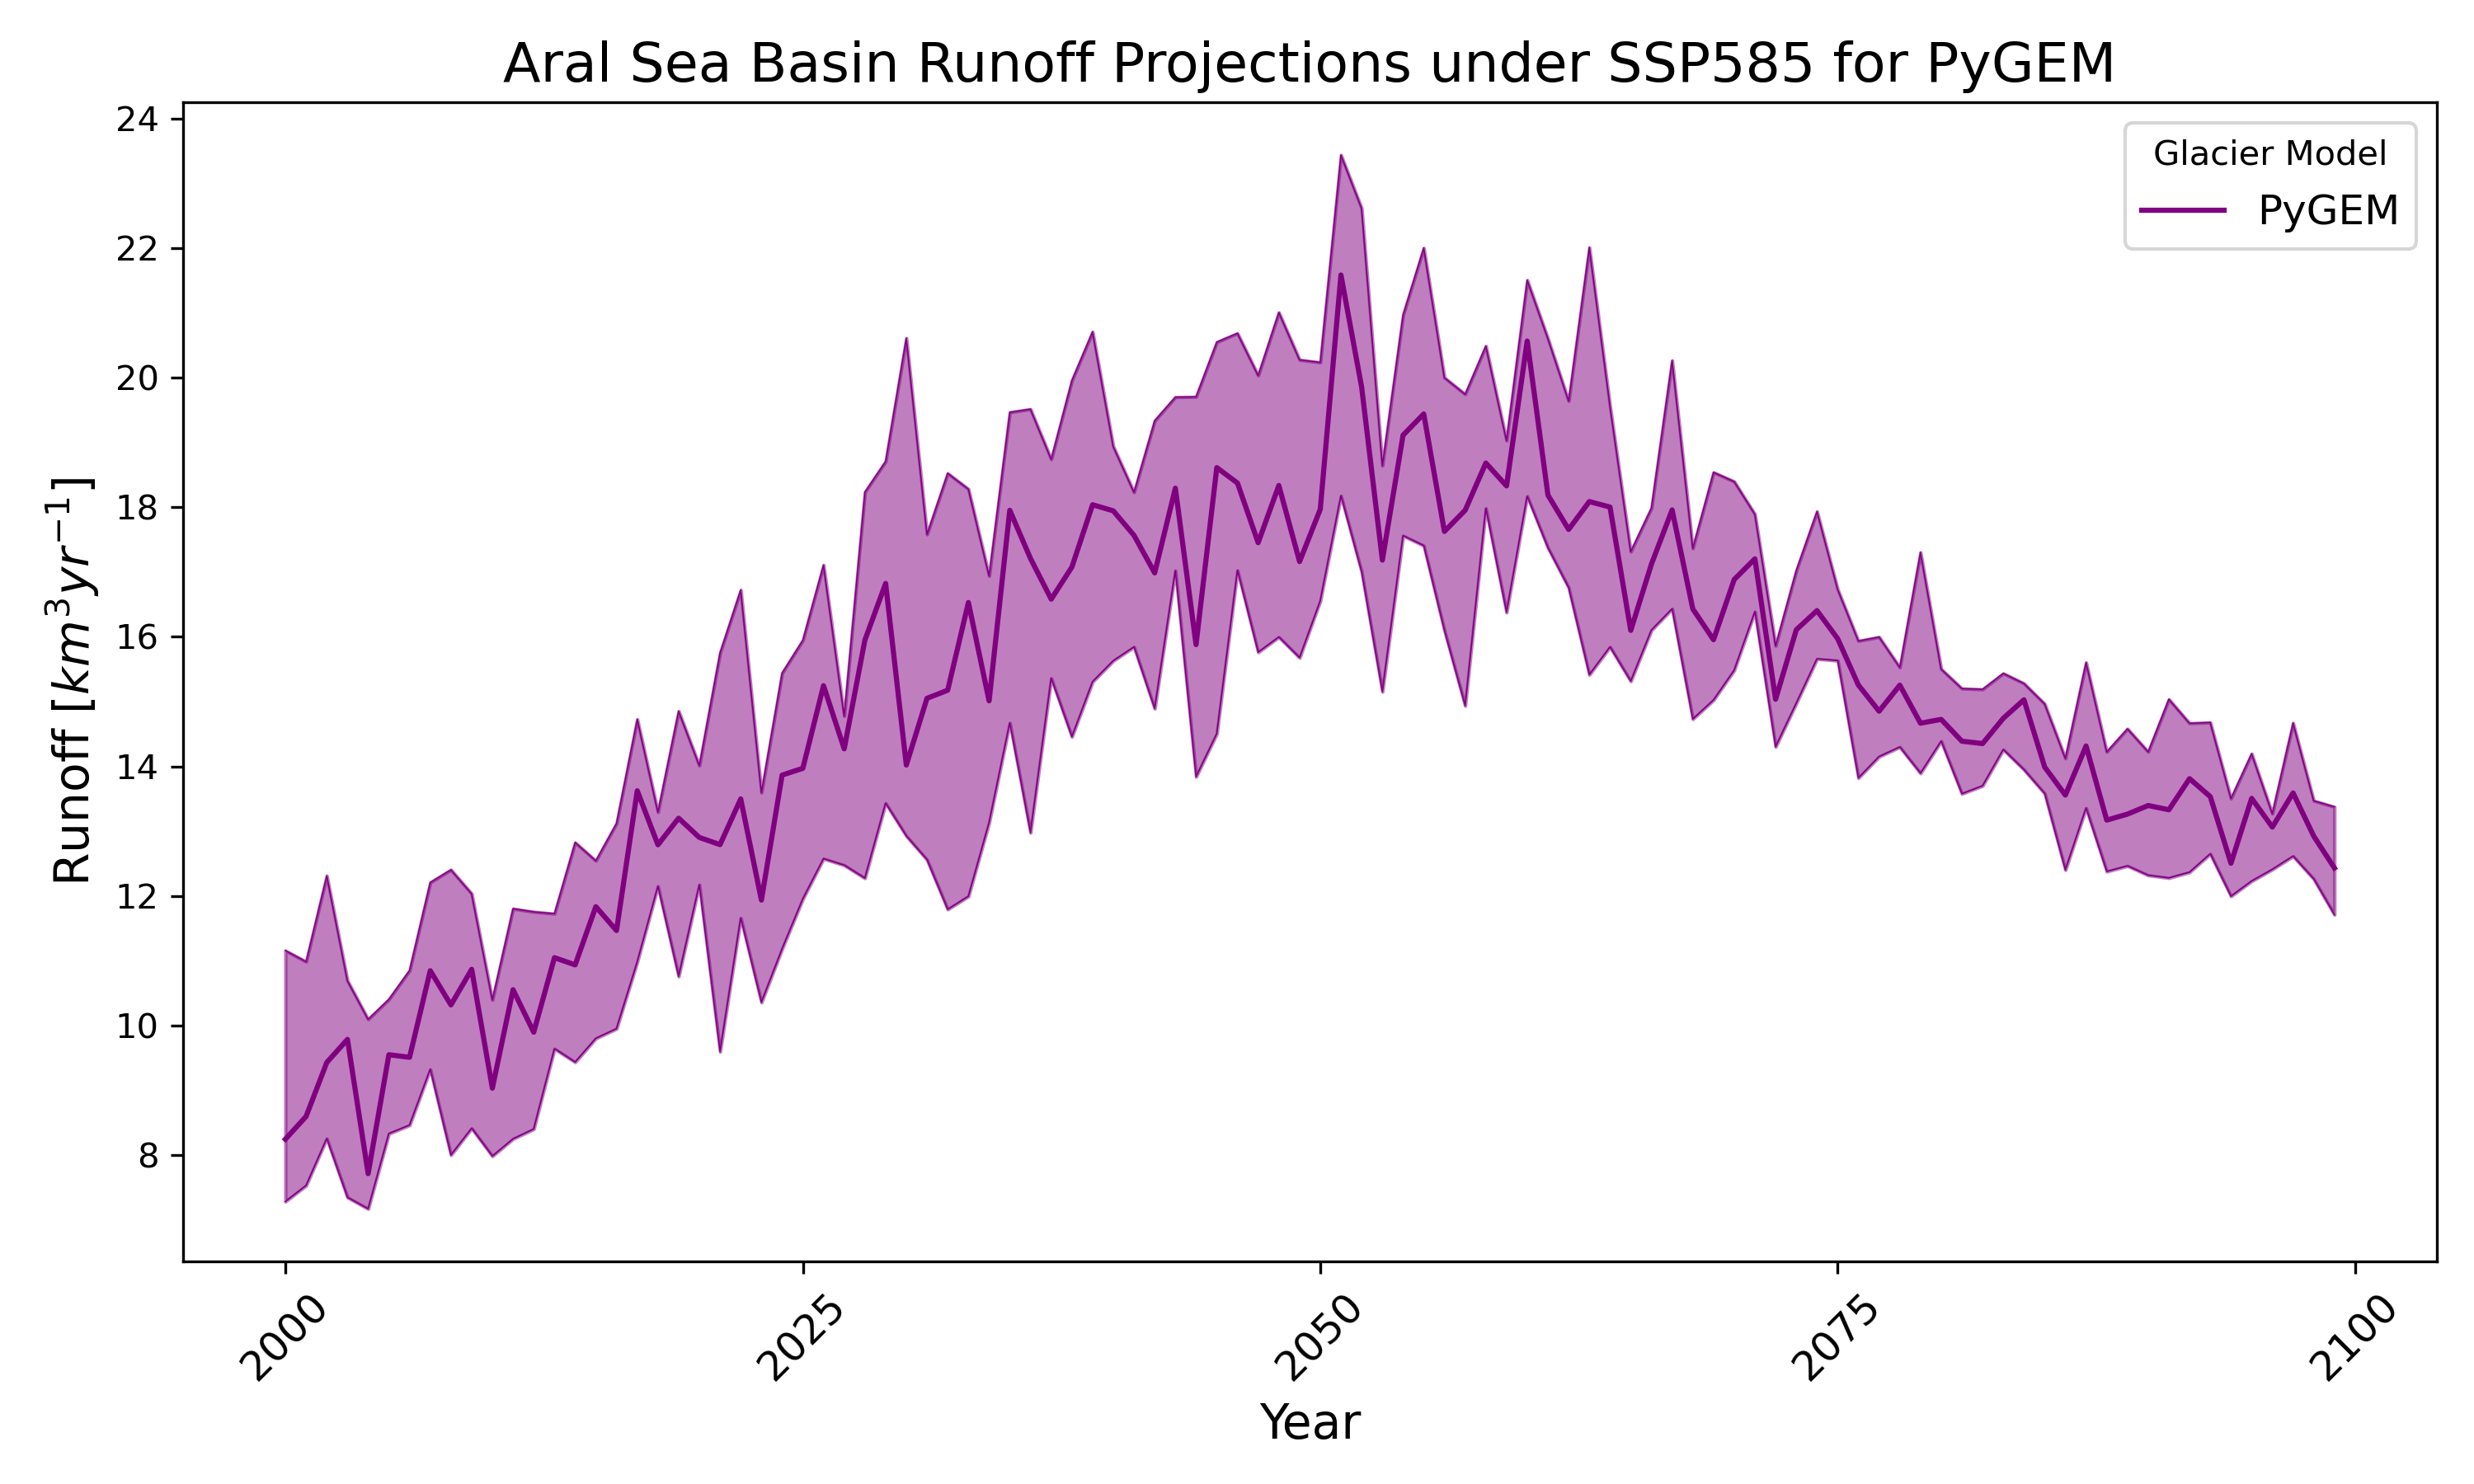 Aral Sea Basin Runoff Projections under SSP585 for PyGEM
Glacier Model
PyGEM
Runoff [km³yr⁻¹]
24
22
20
18
16
14
12
10
8
2000
2025
2050
2075
2100
Year